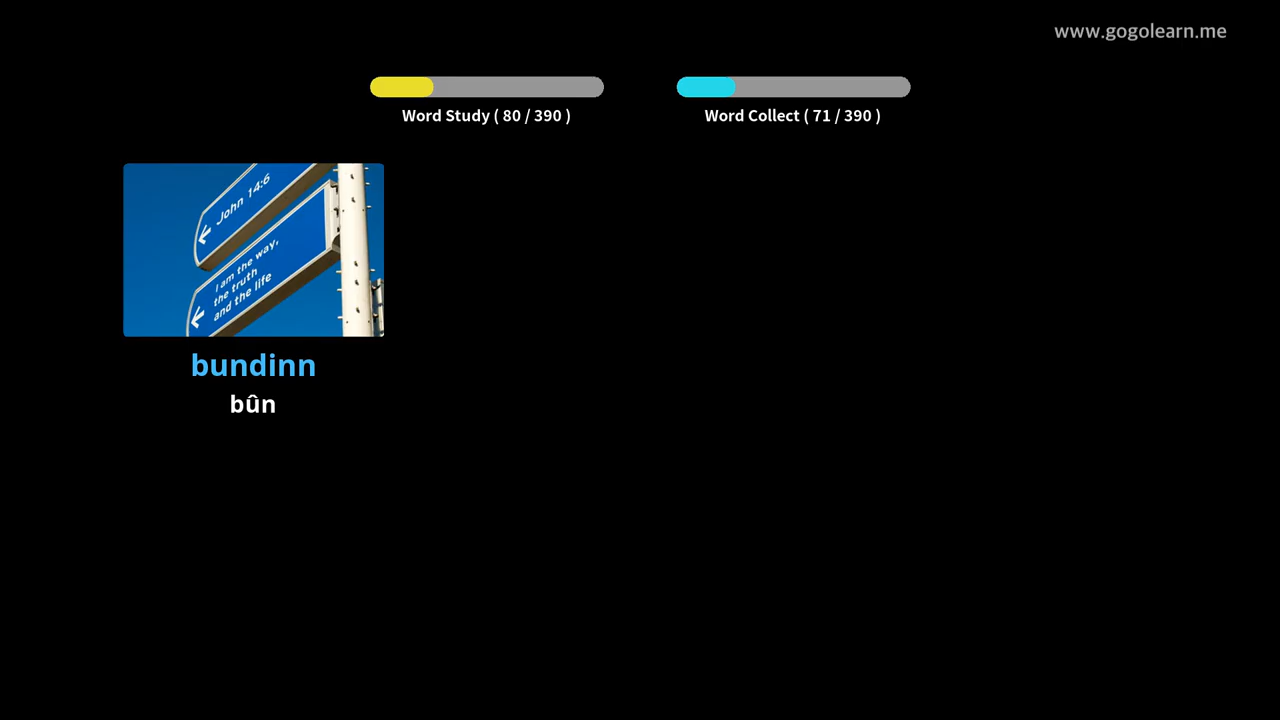 www.gogolearn.me
Word Study ( 80 / 390 )
Word Collect ( 71 / 390 )
John 14:6
I am the way,
the truth
and the life
bundinn
bûn